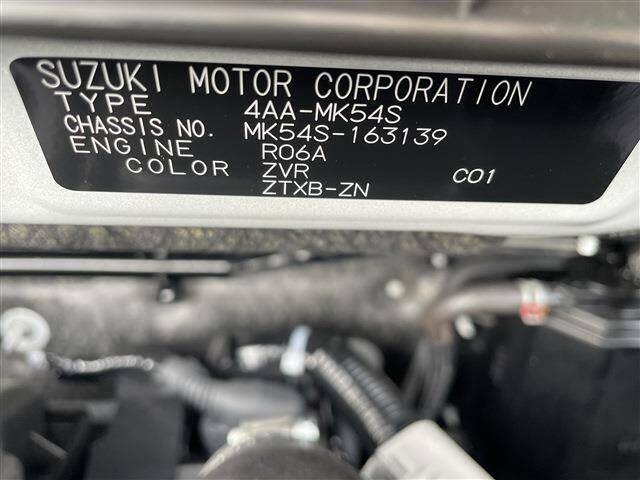 SUZUKI MOTOR CORPORATION
TYPE 4AA-MK54S
CHASSIS NO. MK54S-163139
ENGINE R06A
COLOR ZVR C01
ZTXB-ZN